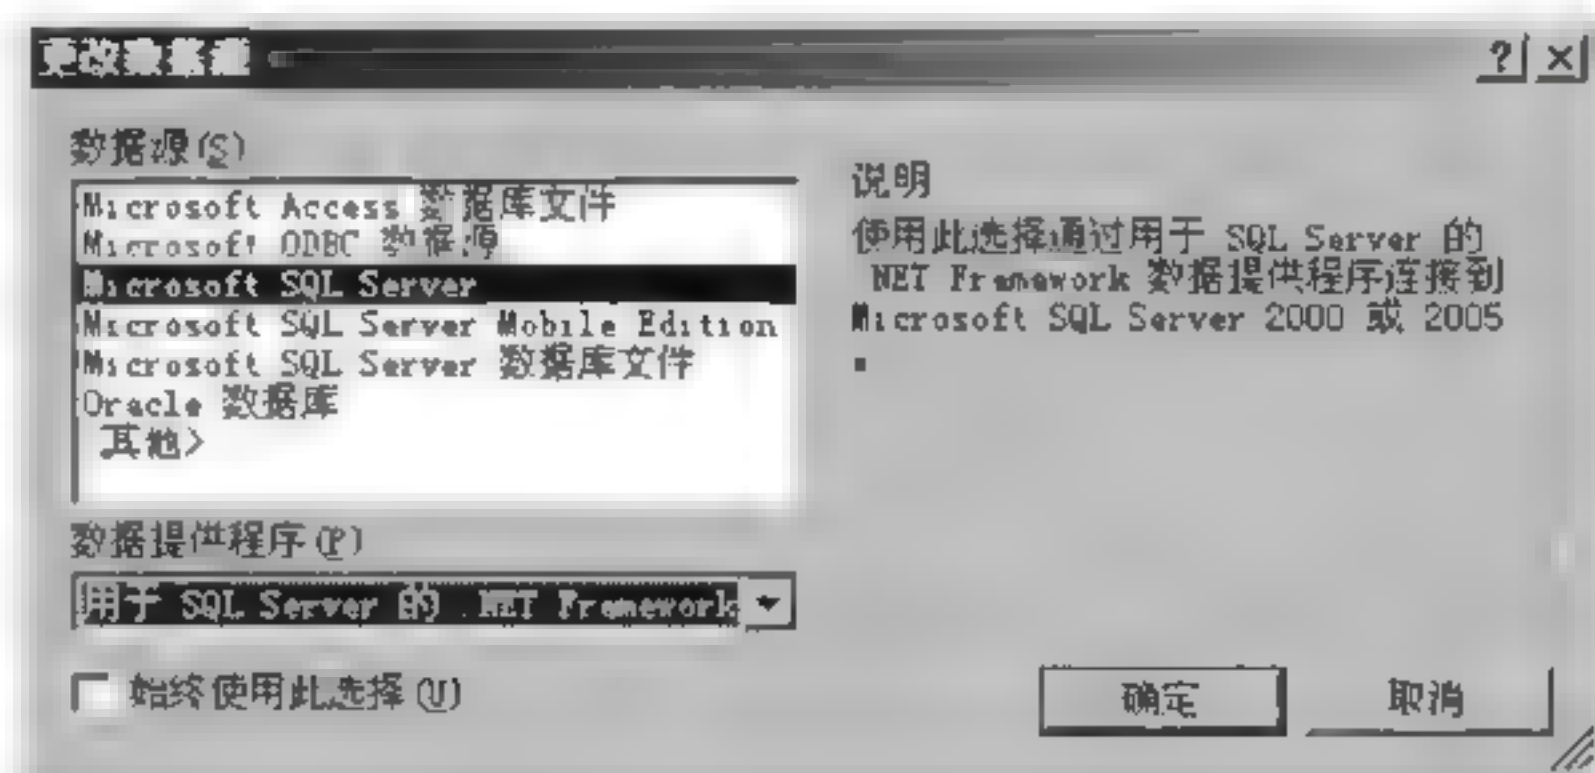 更改数据源
数据源(S)
Microsoft Access 数据库文件
Microsoft ODBC 数据源
Microsoft SQL Server
Microsoft SQL Server Mobile Edition
Microsoft SQL Server 数据库文件
Oracle 数据库
其他>
数据提供程序(P)
用于 SQL Server 的 .NET Framework
始终使用此选择(U)
说明
使用此选择通过用于 SQL Server 的
NET Framework 数据提供程序连接到
Microsoft SQL Server 2000 或 2005
。
确定
取消